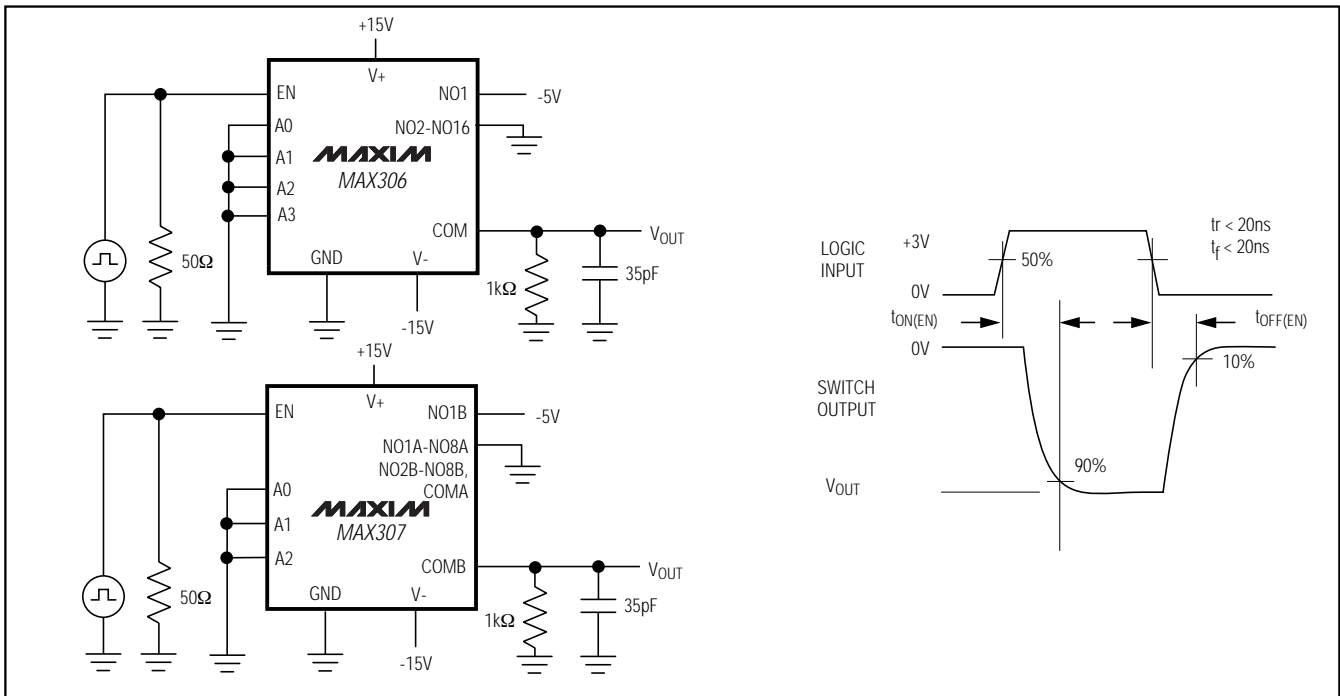 +15V
V+
EN
NO1
-5V
A0
NO2-NO16
A1
MAXIM
A2
MAX306
A3
COM
VOUT
50Ω
GND
V-
1kΩ
35pF
-15V
+15V
V+
EN
NO1B
-5V
NO1A-NO8A
NO2B-NO8B,
COMA
A0
MAXIM
A1
MAX307
A2
COMB
VOUT
50Ω
GND
V-
1kΩ
35pF
-15V
LOGIC
INPUT
+3V
50%
0V
tr < 20ns
tf < 20ns
tON(EN)
tOFF(EN)
0V
10%
SWITCH
OUTPUT
90%
VOUT